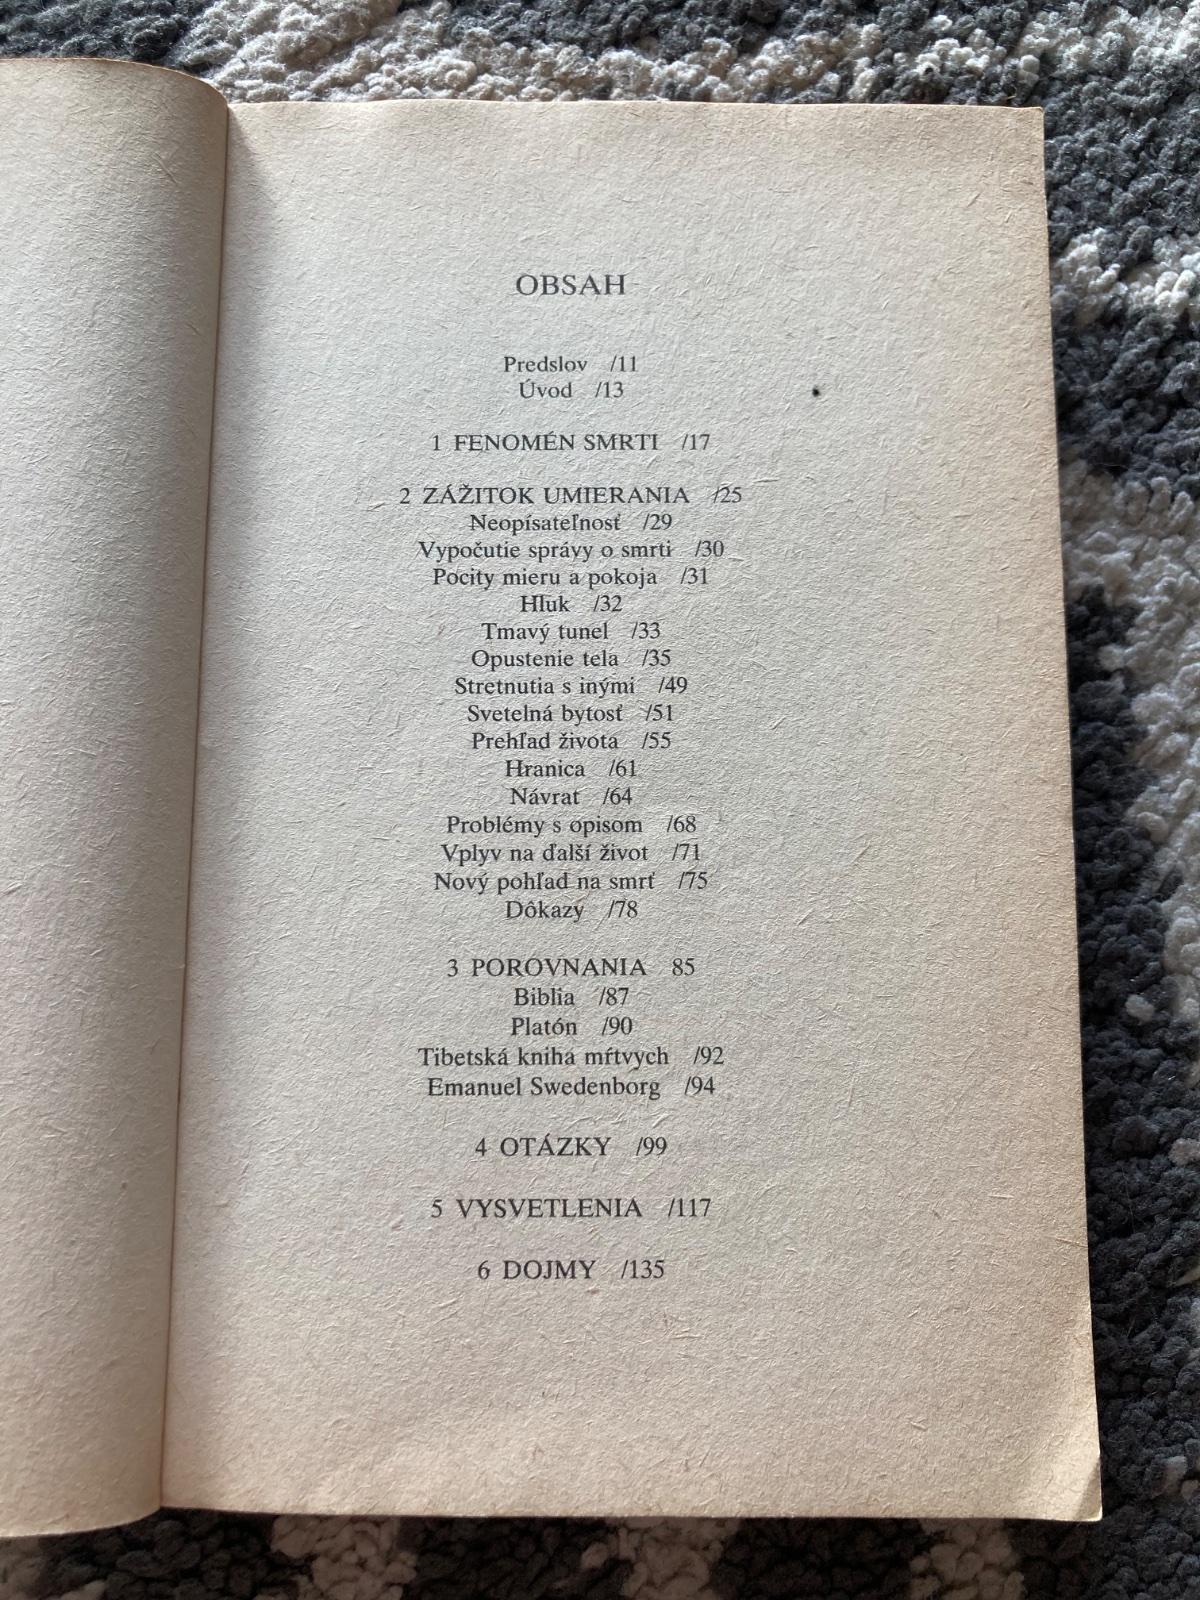 OBSAH
Predslov /11
Úvod /13
1 FENOMÉN SMRTI /17
2 ZÁŽITOK UMIERANIA /25
Neopísateľnosť /29
Vypočutie správy o smrti /30
Pocity mieru a pokoja /31
Hluk /32
Tmavý tunel /33
Opustenie tela /35
Stretnutia s inými /49
Svetelná bytosť /51
Prehľad života /55
Hranica /61
Návrat /64
Problémy s opisom /68
Vplyv na ďalší život /71
Nový pohľad na smrť /75
Dôkazy /78
3 POROVNANIA 85
Biblia /87
Platón /90
Tibetská kniha mŕtvych /92
Emanuel Swedenborg /94
4 OTÁZKY /99
5 VYSVETLENIA /117
6 DOJMY /135